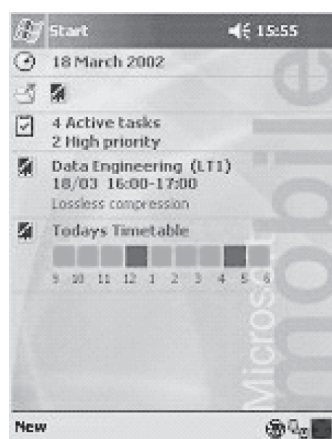 Start 15:55
18 March 2002
4 Active tasks
2 High priority
Data Engineering (LT1)
18/03 16:00-17:00
Lossless compression
Todays Timetable
9 10 11 12 1 2 3 4 5 6
Microsoft
mobile
New